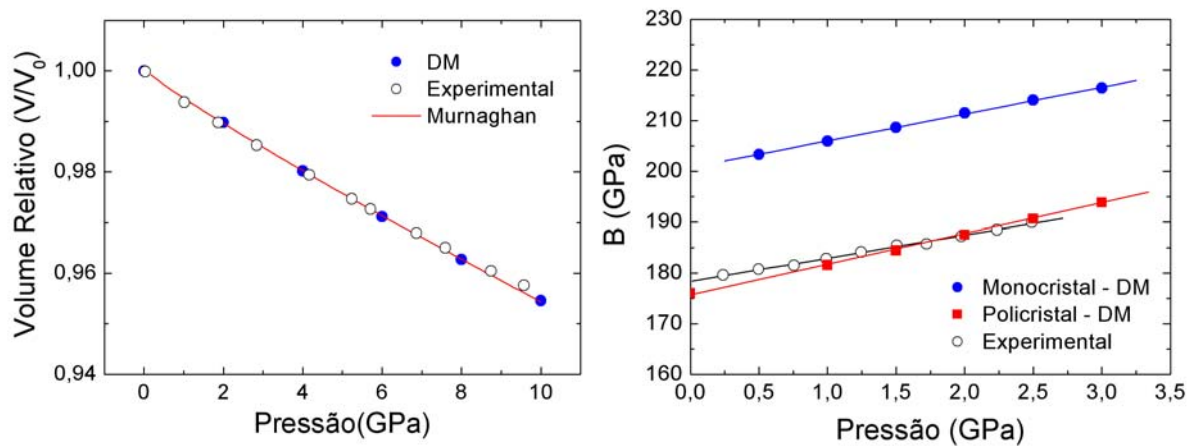 1,00
0,98
0,96
0,94
Volume Relativo (V/V₀)
DM
Experimental
Murnaghan
0 2 4 6 8 10
Pressão(GPa)
230
220
210
200
190
180
170
160
B (GPa)
Monocristal - DM
Policristal - DM
Experimental
0,0 0,5 1,0 1,5 2,0 2,5 3,0 3,5
Pressão (GPa)